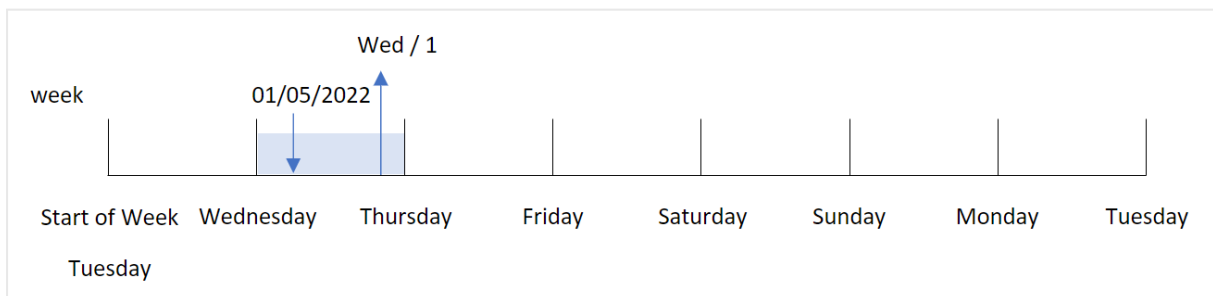 Wed / 1
week 01/05/2022
Start of Week Wednesday Thursday Friday Saturday Sunday Monday Tuesday
Tuesday